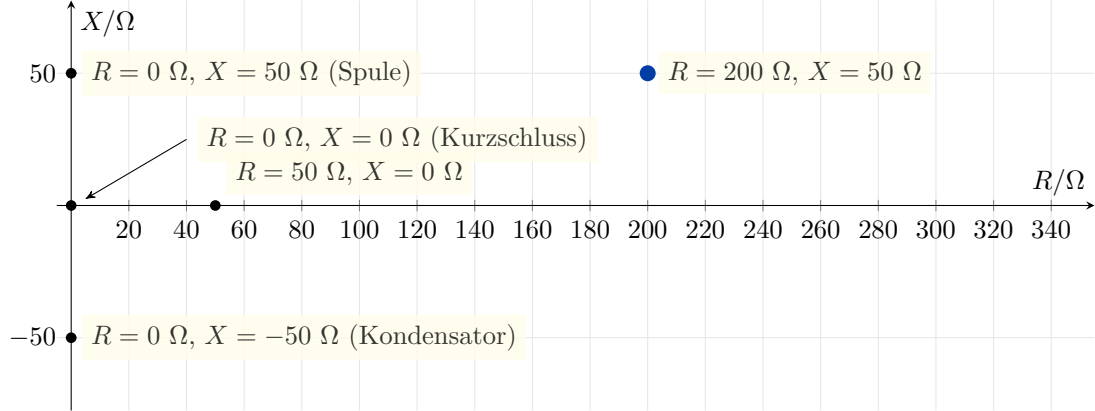 X/Ω
50
R = 0 Ω, X = 50 Ω (Spule)
R = 200 Ω, X = 50 Ω
R = 0 Ω, X = 0 Ω (Kurzschluss)
R = 50 Ω, X = 0 Ω
R/Ω
20 40 60 80 100 120 140 160 180 200 220 240 260 280 300 320 340
−50
R = 0 Ω, X = −50 Ω (Kondensator)